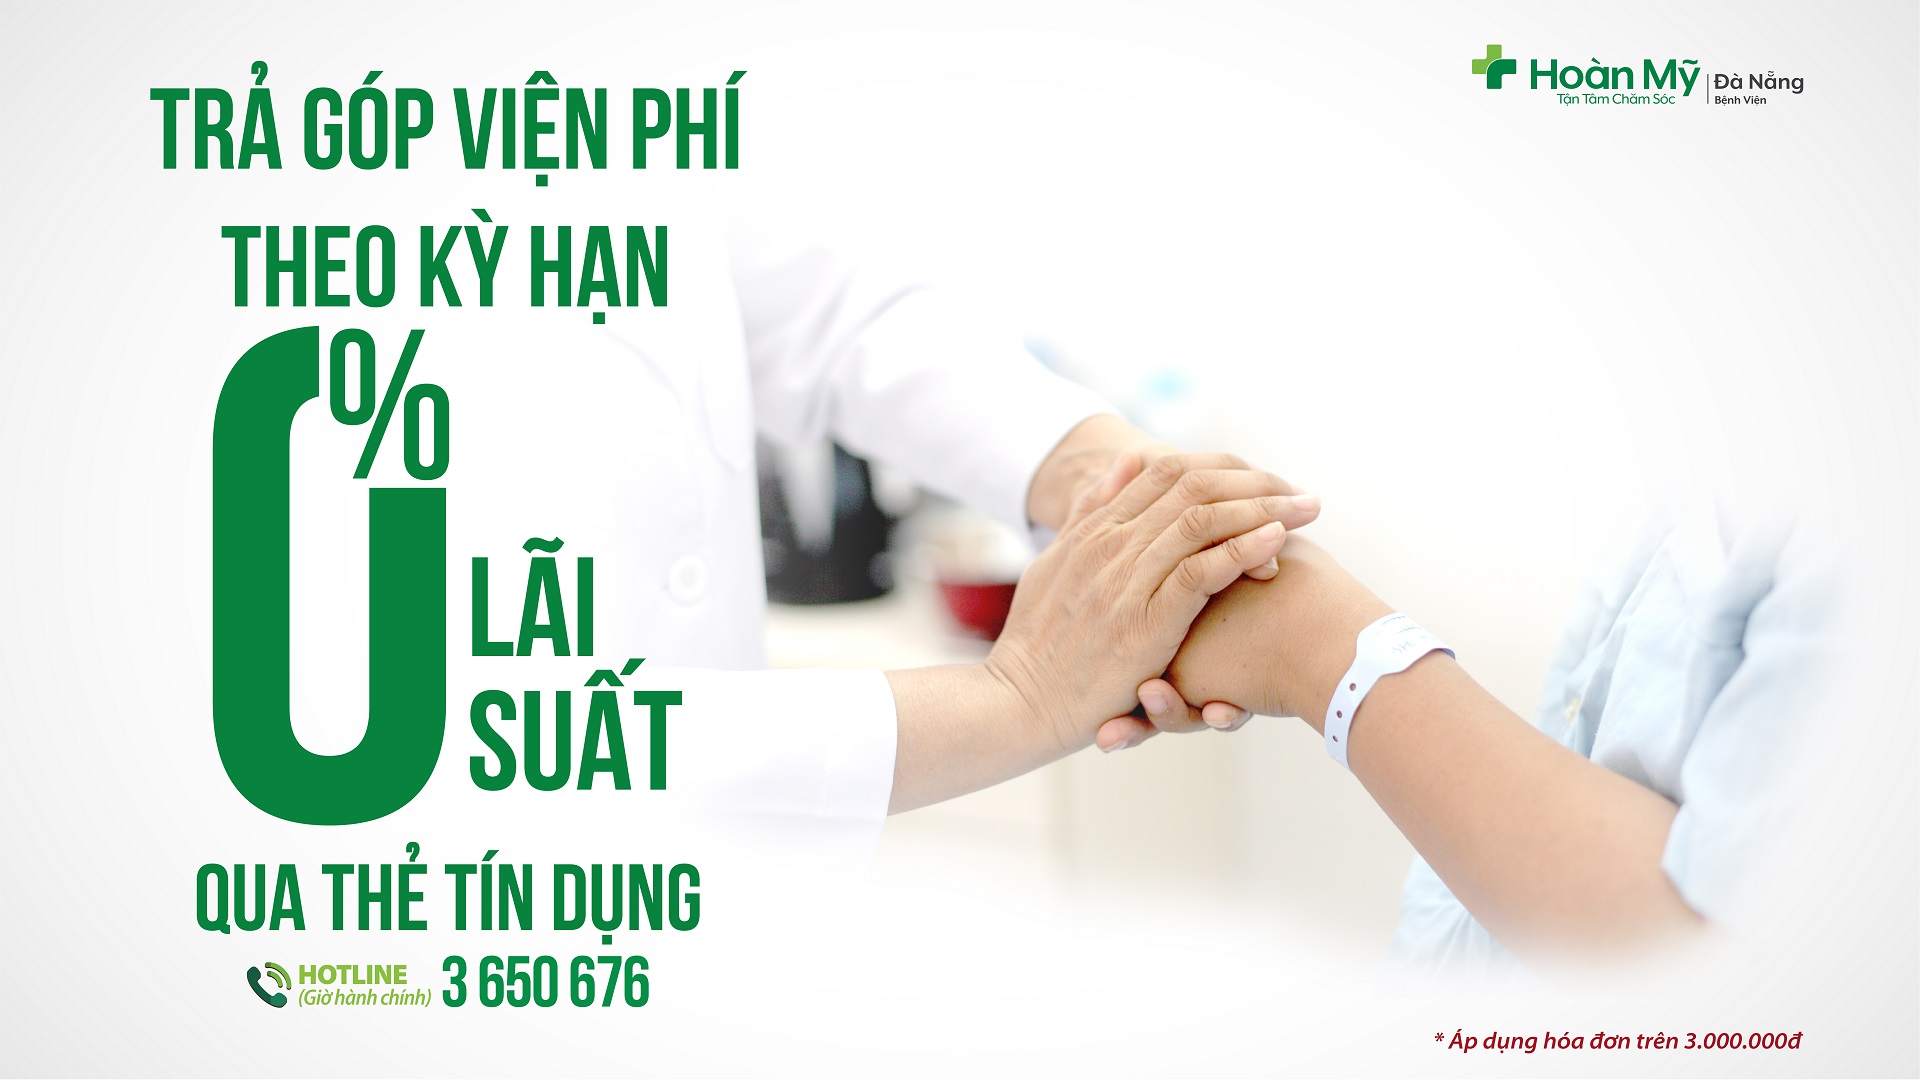 TRẢ GÓP VIỆN PHÍ
THEO KỲ HẠN
0%
LÃI
SUẤT
QUA THẺ TÍN DỤNG
HOTLINE
(Giờ hành chính)
3 650 676
Hoàn Mỹ
Tận Tâm Chăm Sóc
Đà Nẵng
Bệnh Viện
* Áp dụng hóa đơn trên 3.000.000đ